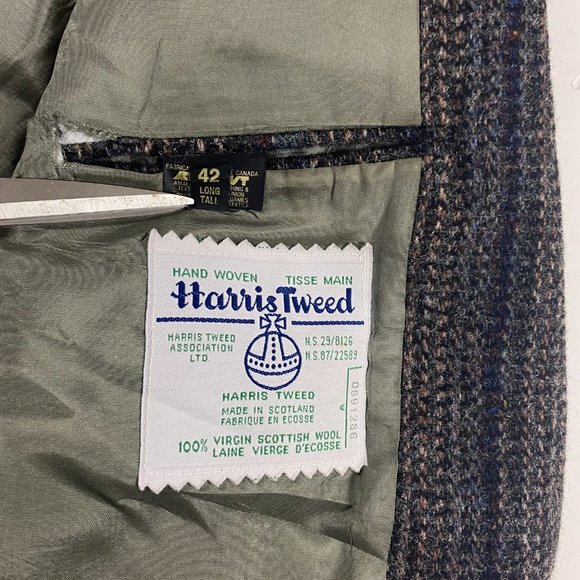 42
LONG
TALL
HAND WOVEN TISSE MAIN
Harris Tweed
HARRIS TWEED
ASSOCIATION
LTD.
N.S. 29/8126
N.S. 87/22589
HARRIS TWEED
MADE IN SCOTLAND
FABRIQUE EN ECOSSE
100% VIRGIN SCOTTISH WOOL
LAINE VIERGE D'ECOSSE
0691286
A